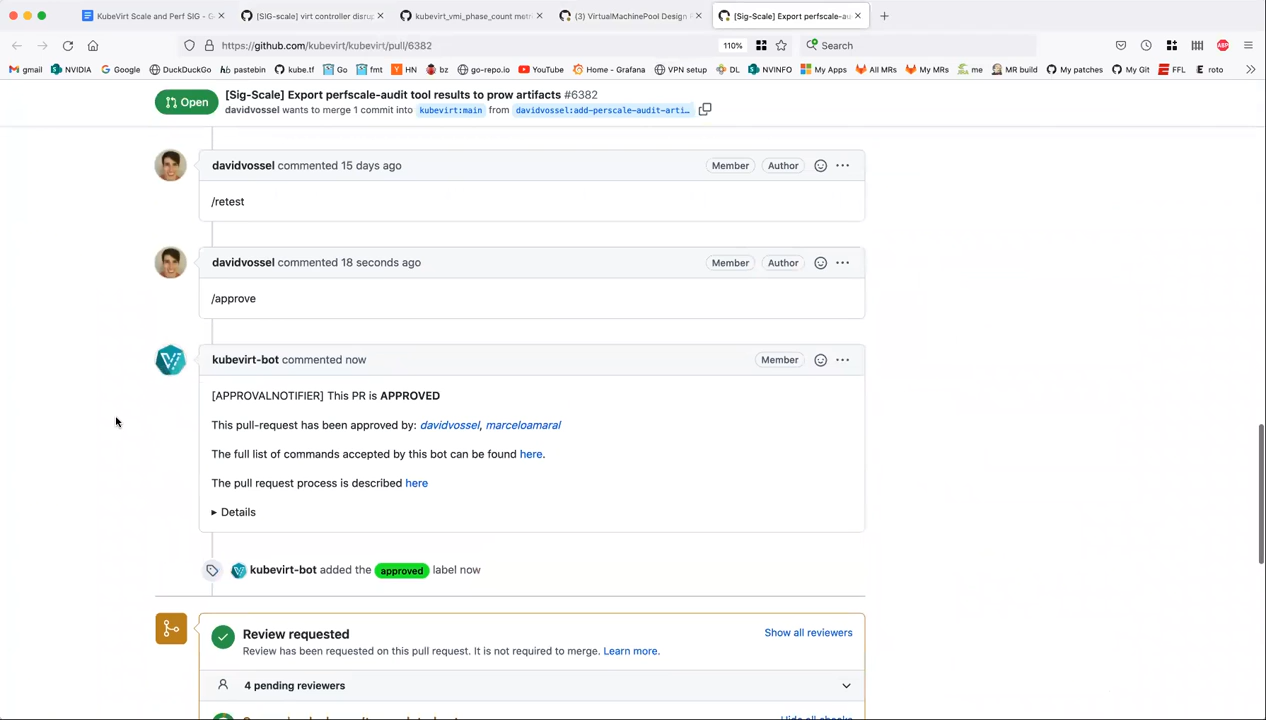 KubeVirt Scale and Perf SIG - G
[SIG-scale] virt controller disrup
kubevirt_vmi_phase_count metr
(3) VirtualMachinePool Design
[Sig-Scale] Export perfscale-au
https://github.com/kubevirt/kubevirt/pull/6382
110%
Search
gmail
NVIDIA
Google
DuckDuckGo
hp pastebin
kube.tf
Go
fmt
HN
bz
go-repo.io
YouTube
Home - Grafana
VPN setup
DL
NVINFO
My Apps
All MRs
My MRs
me
MR build
My patches
My Git
FFL
roto
Open
[Sig-Scale] Export perfscale-audit tool results to prow artifacts #6382
davidvossel wants to merge 1 commit into kubevirt:main from davidvossel:add-perscale-audit-arti…
davidvossel commented 15 days ago
Member
Author
/retest
davidvossel commented 18 seconds ago
Member
Author
/approve
kubevirt-bot commented now
Member
[APPROVALNOTIFIER] This PR is APPROVED
This pull-request has been approved by: davidvossel, marceloamaral
The full list of commands accepted by this bot can be found here.
The pull request process is described here
Details
kubevirt-bot added the approved label now
Review requested
Show all reviewers
Review has been requested on this pull request. It is not required to merge. Learn more.
4 pending reviewers